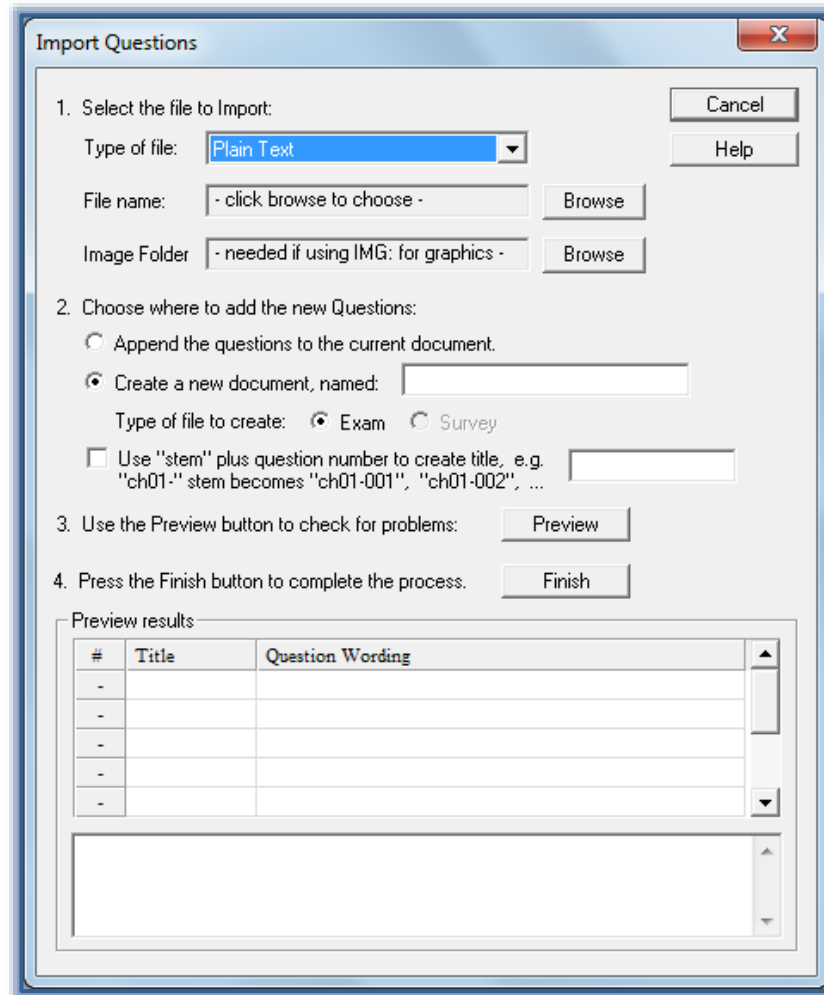 Import Questions
1. Select the file to Import:
Cancel
Type of file: Plain Text
Help
File name: - click browse to choose - Browse
Image Folder - needed if using IMG: for graphics - Browse
2. Choose where to add the new Questions:
Append the questions to the current document.
Create a new document, named:
Type of file to create: Exam Survey
Use "stem" plus question number to create title, e.g.
"ch01-" stem becomes "ch01-001", "ch01-002", ...
3. Use the Preview button to check for problems: Preview
4. Press the Finish button to complete the process. Finish
Preview results
# Title Question Wording
-
-
-
-
-